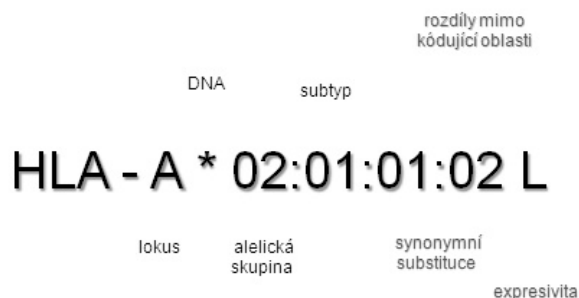 rozdíly mimo
kódující oblasti
DNA
subtyp
HLA - A * 02:01:01:02 L
lokus
alelická
skupina
synonymní
substituce
expresivita